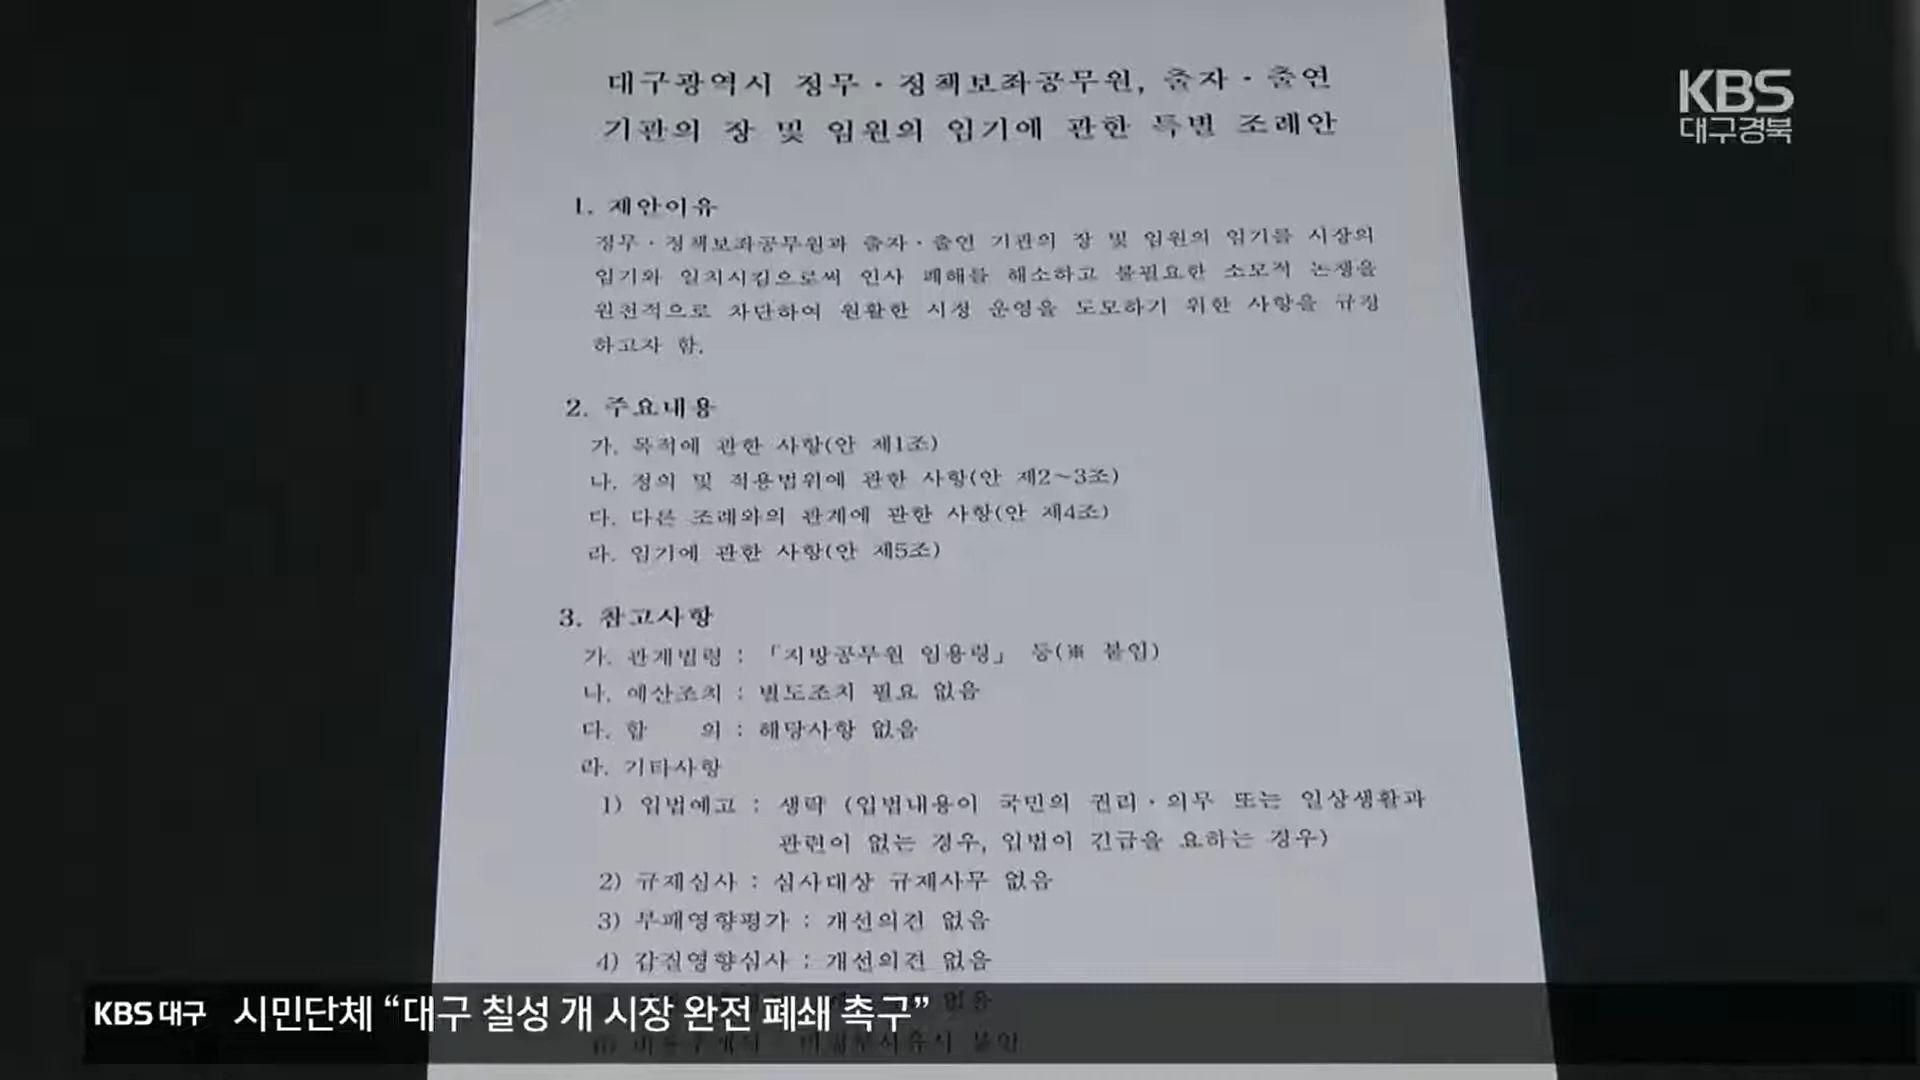 대구광역시 정무·정책보좌공무원, 출자·출연
기관의 장 및 임원의 임기에 관한 특별 조례안
KBS
대구경북
1. 제안이유
정무·정책보좌공무원과 출자·출연 기관의 장 및 임원의 임기를 시장의
임기와 일치시킴으로써 인사 폐해를 해소하고 불필요한 소모적 논쟁을
원천적으로 차단하여 원활한 시정 운영을 도모하기 위한 사항을 규정
하고자 함.
2. 주요내용
가. 목적에 관한 사항(안 제1조)
나. 정의 및 적용범위에 관한 사항(안 제2~3조)
다. 다른 조례와의 관계에 관한 사항(안 제4조)
라. 임기에 관한 사항(안 제5조)
3. 참고사항
가. 관계법령 : 「지방공무원 임용령」 등(※ 붙임)
나. 예산조치 : 별도조치 필요 없음
다. 합 의 : 해당사항 없음
라. 기타사항
1) 입법예고 : 생략 (입법내용이 국민의 권리·의무 또는 일상생활과
관련이 없는 경우, 입법이 긴급을 요하는 경우)
2) 규제심사 : 심사대상 규제사무 없음
3) 부패영향평가 : 개선의견 없음
4) 갑질영향심사 : 개선의견 없음
없음
붙임
KBS 대구 시민단체 “대구 칠성 개 시장 완전 폐쇄 촉구”